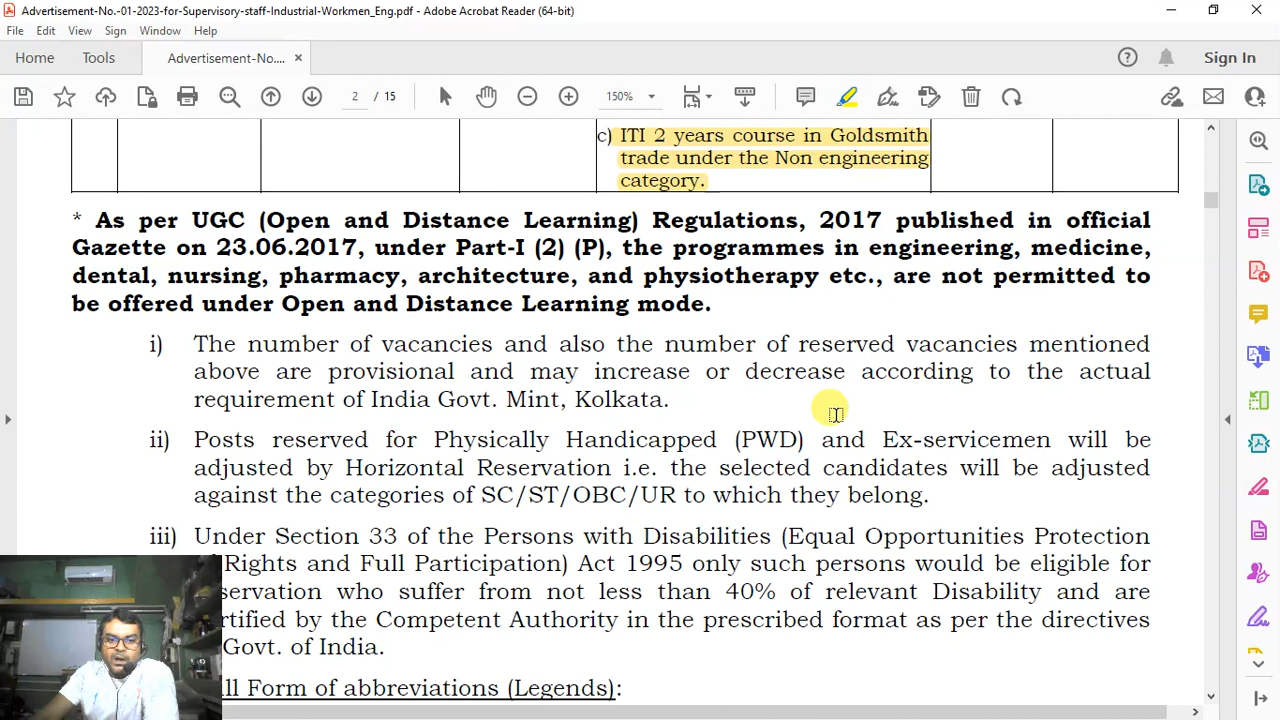 Advertisement-No.-01-2023-for-Supervisory-staff-Industrial-Workmen_Eng.pdf - Adobe Acrobat Reader (64-bit)
File Edit View Sign Window Help
Home Tools Advertisement-No.... × Sign In
2 / 15 150%
c) ITI 2 years course in Goldsmith
trade under the Non engineering
category.
* As per UGC (Open and Distance Learning) Regulations, 2017 published in official
Gazette on 23.06.2017, under Part-I (2) (P), the programmes in engineering, medicine,
dental, nursing, pharmacy, architecture, and physiotherapy etc., are not permitted to
be offered under Open and Distance Learning mode.
i) The number of vacancies and also the number of reserved vacancies mentioned
above are provisional and may increase or decrease according to the actual
requirement of India Govt. Mint, Kolkata.
ii) Posts reserved for Physically Handicapped (PWD) and Ex-servicemen will be
adjusted by Horizontal Reservation i.e. the selected candidates will be adjusted
against the categories of SC/ST/OBC/UR to which they belong.
iii) Under Section 33 of the Persons with Disabilities (Equal Opportunities Protection
Rights and Full Participation) Act 1995 only such persons would be eligible for
who suffer from not less than 40% of relevant Disability and are
by the Competent Authority in the prescribed format as per the directives
Govt. of India.
Form of abbreviations (Legends):